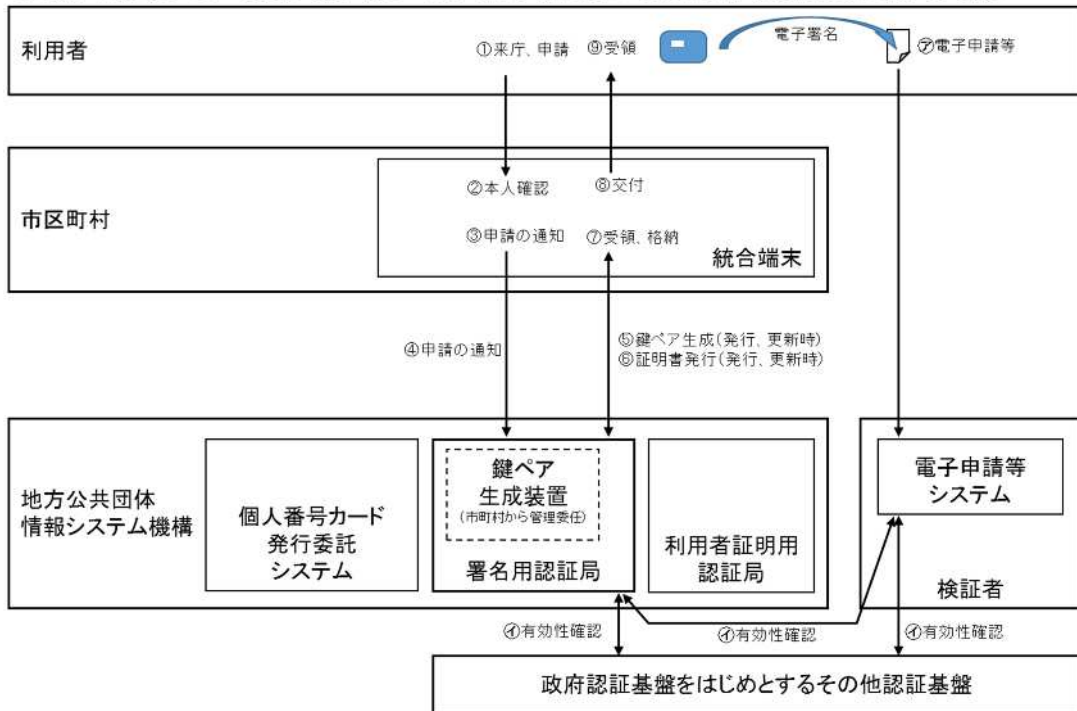 利用者
①来庁、申請
⑨受領
電子署名
㋐電子申請等
市区町村
②本人確認
⑧交付
③申請の通知
⑦受領、格納
統合端末
④申請の通知
⑤鍵ペア生成(発行、更新時)
⑥証明書発行(発行、更新時)
地方公共団体
情報システム機構
個人番号カード
発行委託
システム
鍵ペア
生成装置
(市町村から管理委任)
署名用認証局
利用者証明用
認証局
電子申請等
システム
検証者
㋑有効性確認
㋑有効性確認
㋑有効性確認
政府認証基盤をはじめとするその他認証基盤